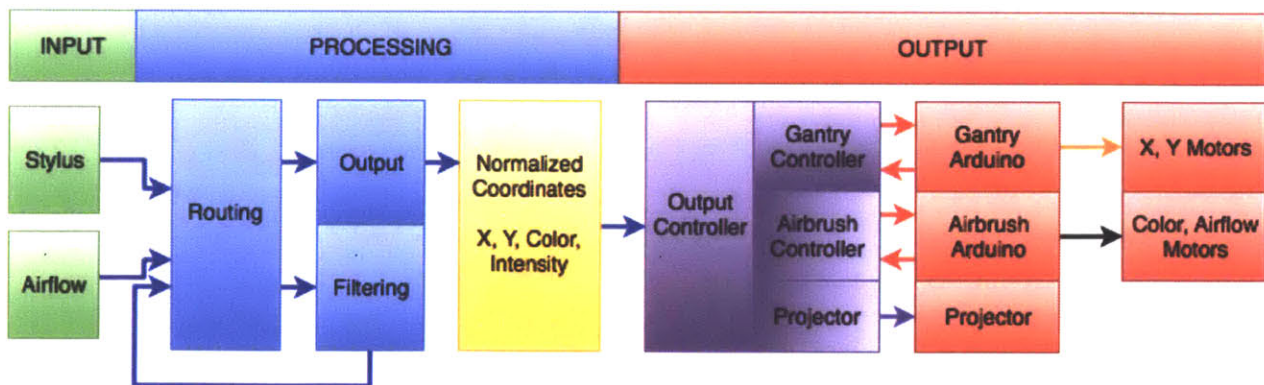 INPUT
PROCESSING
OUTPUT
Stylus
Airflow
Routing
Output
Filtering
Normalized
Coordinates
X, Y, Color,
Intensity
Output
Controller
Gantry
Controller
Airbrush
Controller
Projector
Gantry
Arduino
Airbrush
Arduino
Projector
X, Y Motors
Color, Airflow
Motors